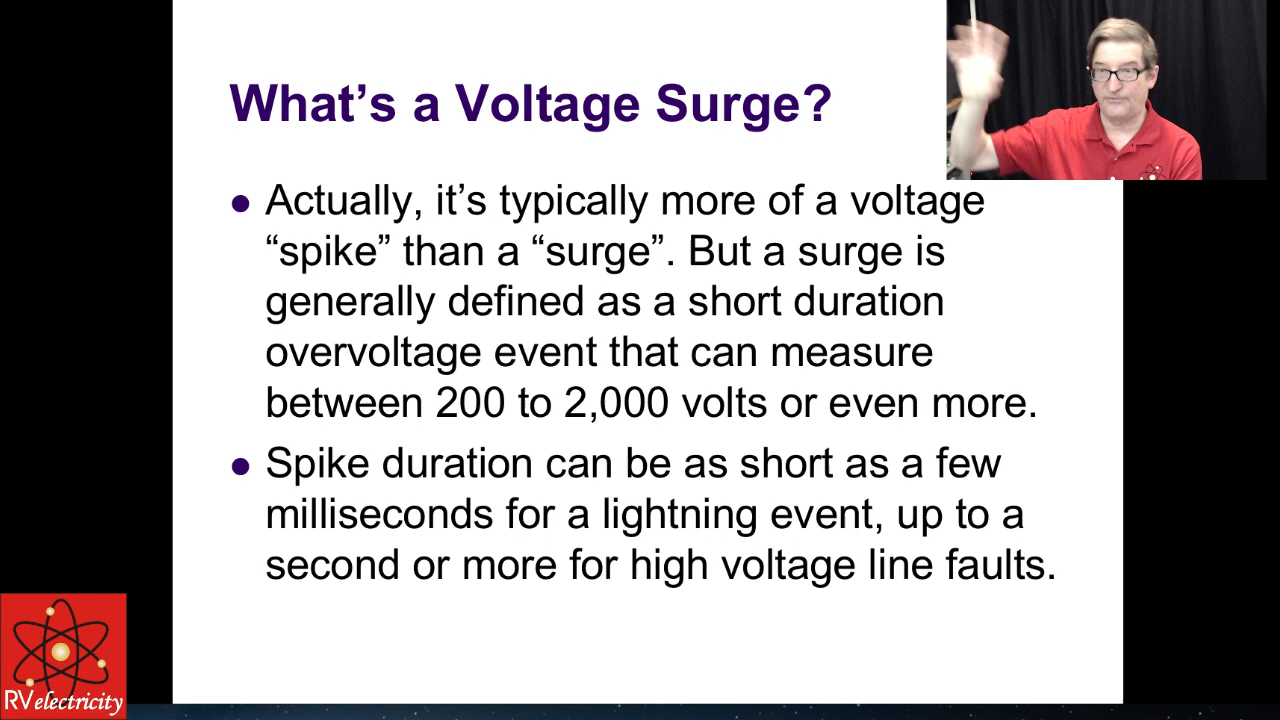 What’s a Voltage Surge?
● Actually, it’s typically more of a voltage
“spike” than a “surge”. But a surge is
generally defined as a short duration
overvoltage event that can measure
between 200 to 2,000 volts or even more.
● Spike duration can be as short as a few
milliseconds for a lightning event, up to a
second or more for high voltage line faults.
RVelectricity